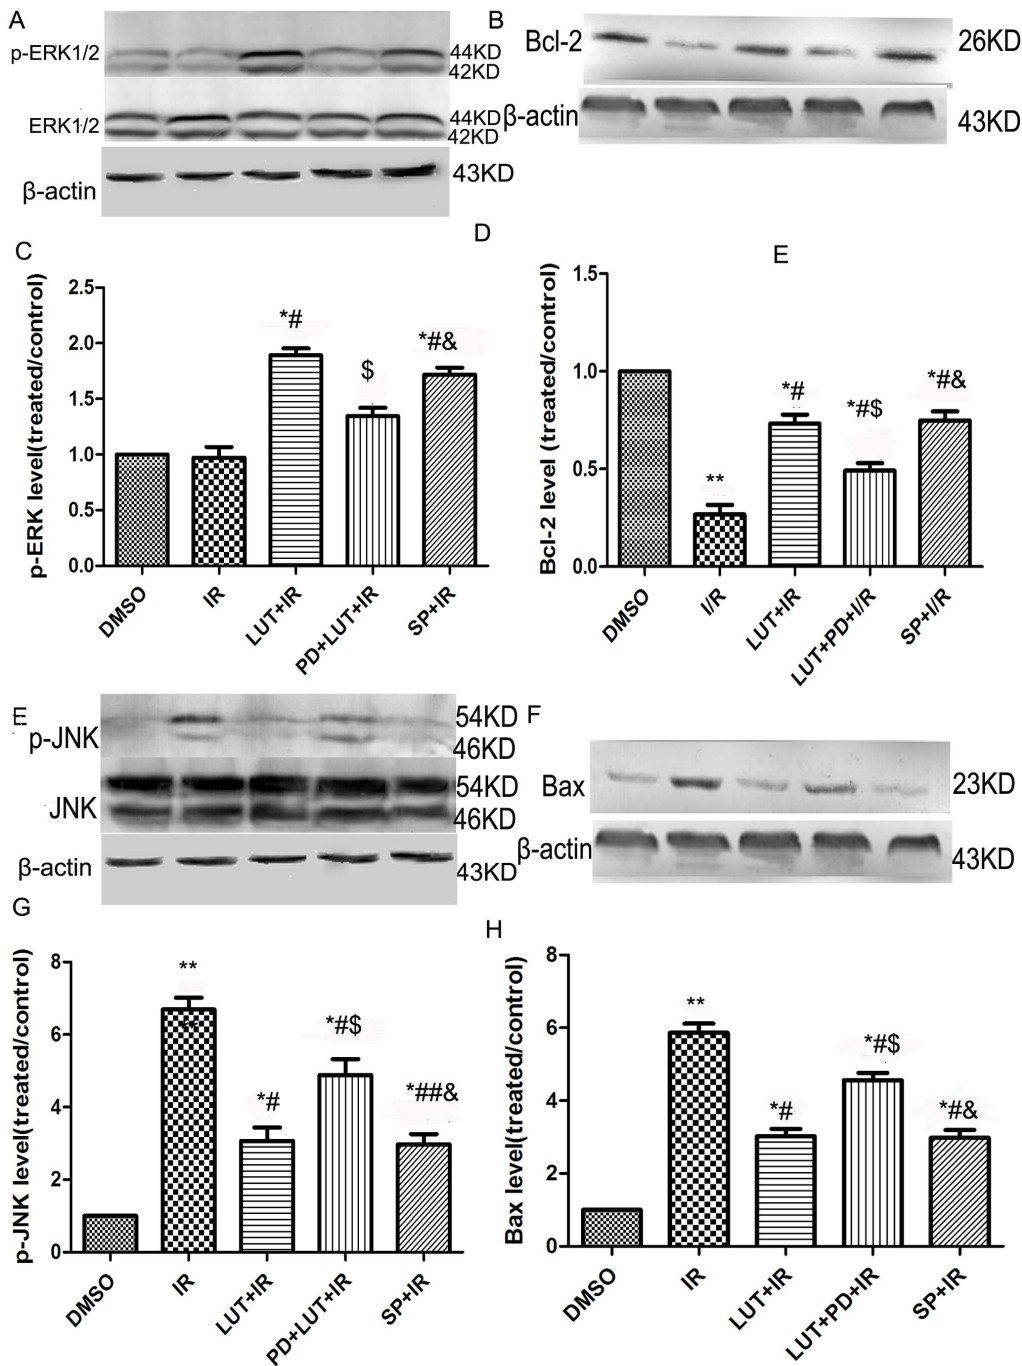 A
p-ERK1/2
44KD
42KD
ERK1/2
44KD
42KD
β-actin
43KD
B
Bcl-2
26KD
β-actin
43KD
C
p-ERK level(treated/control)
2.5
2.0
1.5
1.0
0.5
0.0
*#
$
*#&
DMSO
IR
LUT+IR
PD+LUT+IR
SP+IR
D
E
Bcl-2 level (treated/control)
1.5
1.0
0.5
0.0
**
*#
*#$
*#&
DMSO
I/R
LUT+IR
LUT+PD+I/R
SP+I/R
E
p-JNK
54KD
46KD
JNK
54KD
46KD
β-actin
43KD
F
Bax
23KD
β-actin
43KD
G
p-JNK level(treated/control)
8
6
4
2
0
**
**
*#
*#$
*##&
DMSO
IR
LUT+IR
PD+LUT+IR
SP+IR
H
Bax level(treated/control)
8
6
4
2
0
**
*#
*#$
*#&
DMSO
IR
LUT+IR
LUT+PD+IR
SP+IR